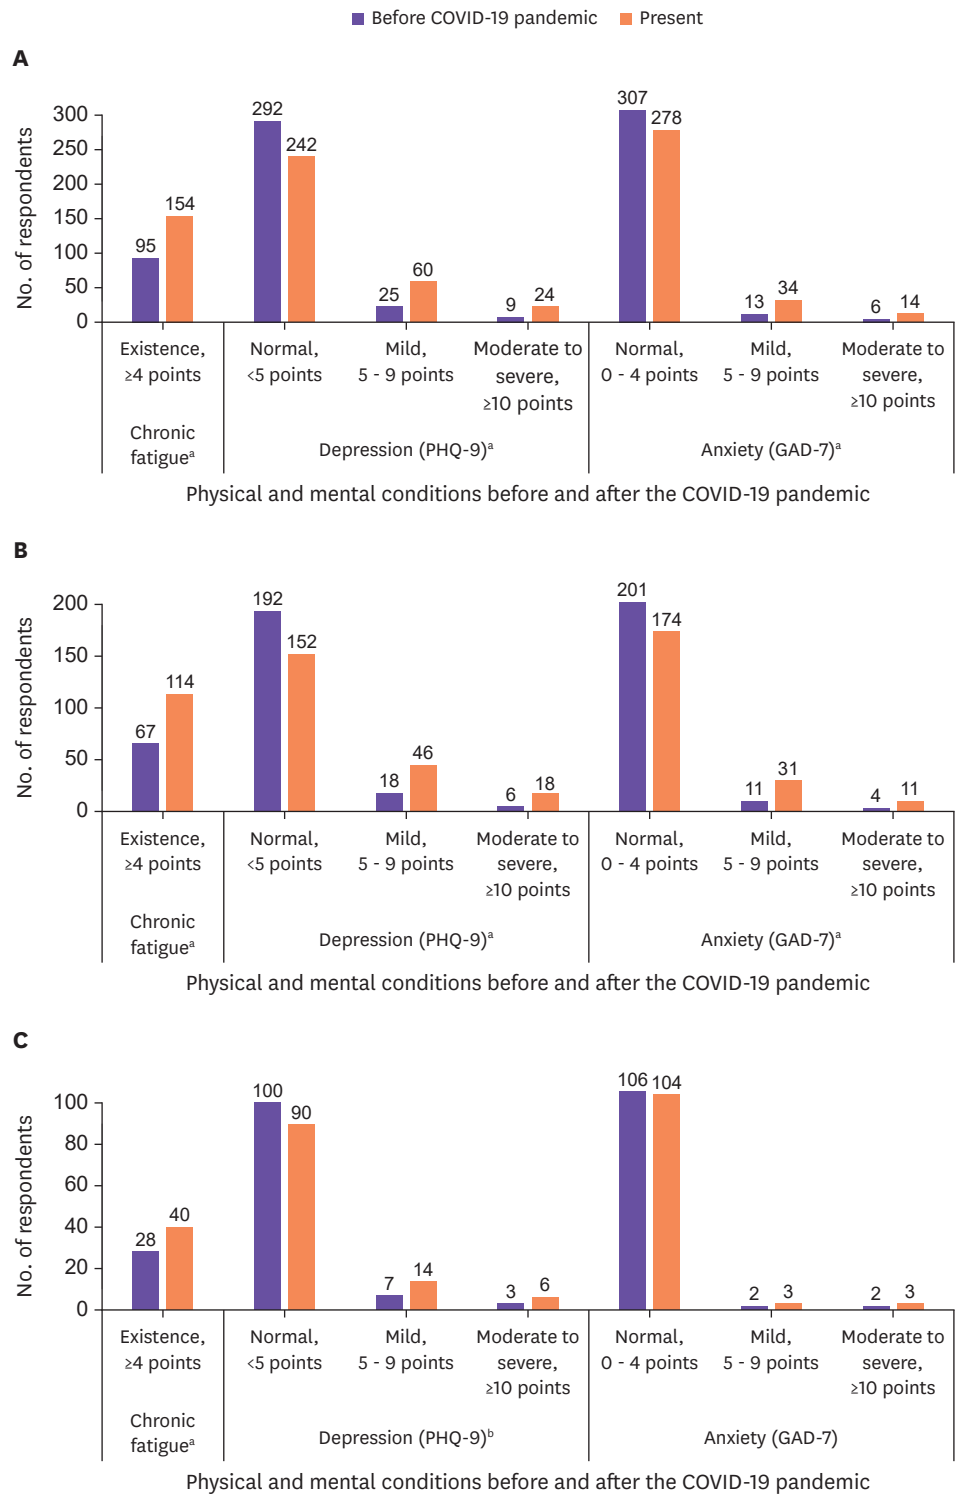 Before COVID-19 pandemic Present
A
No. of respondents
300
250
200
150
100
50
0
95 154 292 242 25 60 9 24 307 278 13 34 6 14
Existence, Normal, Mild, Moderate to Normal, Mild, Moderate to
≥4 points <5 points 5 - 9 points severe, 0 - 4 points 5 - 9 points severe,
≥10 points ≥10 points
Chronic
fatigueᵃ Depression (PHQ-9)ᵃ Anxiety (GAD-7)ᵃ
Physical and mental conditions before and after the COVID-19 pandemic
B
No. of respondents
200
150
100
50
0
67 114 192 152 18 46 6 18 201 174 11 31 4 11
Existence, Normal, Mild, Moderate to Normal, Mild, Moderate to
≥4 points <5 points 5 - 9 points severe, 0 - 4 points 5 - 9 points severe,
≥10 points ≥10 points
Chronic
fatigueᵃ Depression (PHQ-9)ᵃ Anxiety (GAD-7)ᵃ
Physical and mental conditions before and after the COVID-19 pandemic
C
No. of respondents
100
80
60
40
20
0
28 40 100 90 7 14 3 6 106 104 2 3 2 3
Existence, Normal, Mild, Moderate to Normal, Mild, Moderate to
≥4 points <5 points 5 - 9 points severe, 0 - 4 points 5 - 9 points severe,
≥10 points ≥10 points
Chronic
fatigueᵃ Depression (PHQ-9)ᵇ Anxiety (GAD-7)
Physical and mental conditions before and after the COVID-19 pandemic